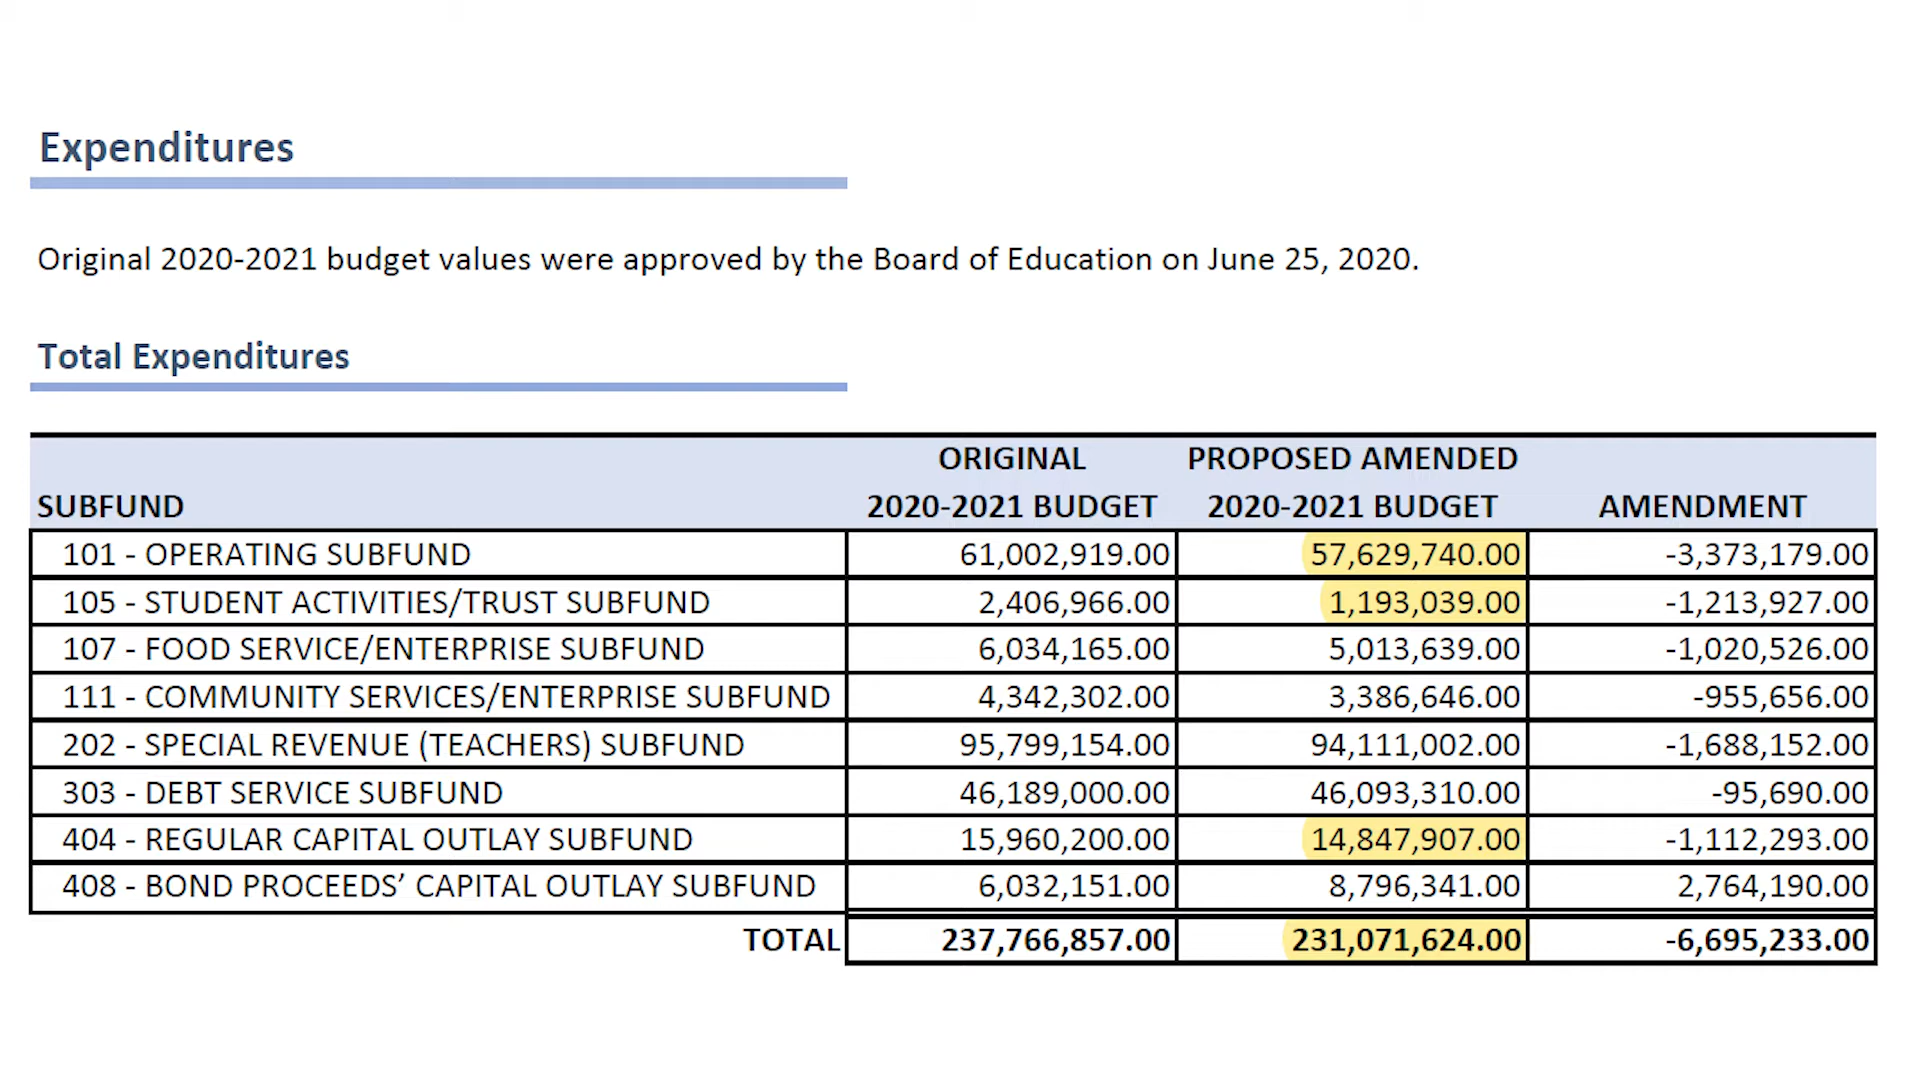 Expenditures
Original 2020-2021 budget values were approved by the Board of Education on June 25, 2020.
Total Expenditures
SUBFUND ORIGINAL 2020-2021 BUDGET PROPOSED AMENDED 2020-2021 BUDGET AMENDMENT
101 - OPERATING SUBFUND 61,002,919.00 57,629,740.00 -3,373,179.00
105 - STUDENT ACTIVITIES/TRUST SUBFUND 2,406,966.00 1,193,039.00 -1,213,927.00
107 - FOOD SERVICE/ENTERPRISE SUBFUND 6,034,165.00 5,013,639.00 -1,020,526.00
111 - COMMUNITY SERVICES/ENTERPRISE SUBFUND 4,342,302.00 3,386,646.00 -955,656.00
202 - SPECIAL REVENUE (TEACHERS) SUBFUND 95,799,154.00 94,111,002.00 -1,688,152.00
303 - DEBT SERVICE SUBFUND 46,189,000.00 46,093,310.00 -95,690.00
404 - REGULAR CAPITAL OUTLAY SUBFUND 15,960,200.00 14,847,907.00 -1,112,293.00
408 - BOND PROCEEDS’ CAPITAL OUTLAY SUBFUND 6,032,151.00 8,796,341.00 2,764,190.00
TOTAL 237,766,857.00 231,071,624.00 -6,695,233.00